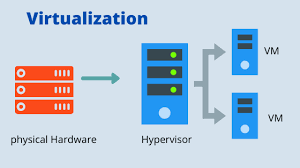 Virtualization
VM
physical Hardware
Hypervisor
VM